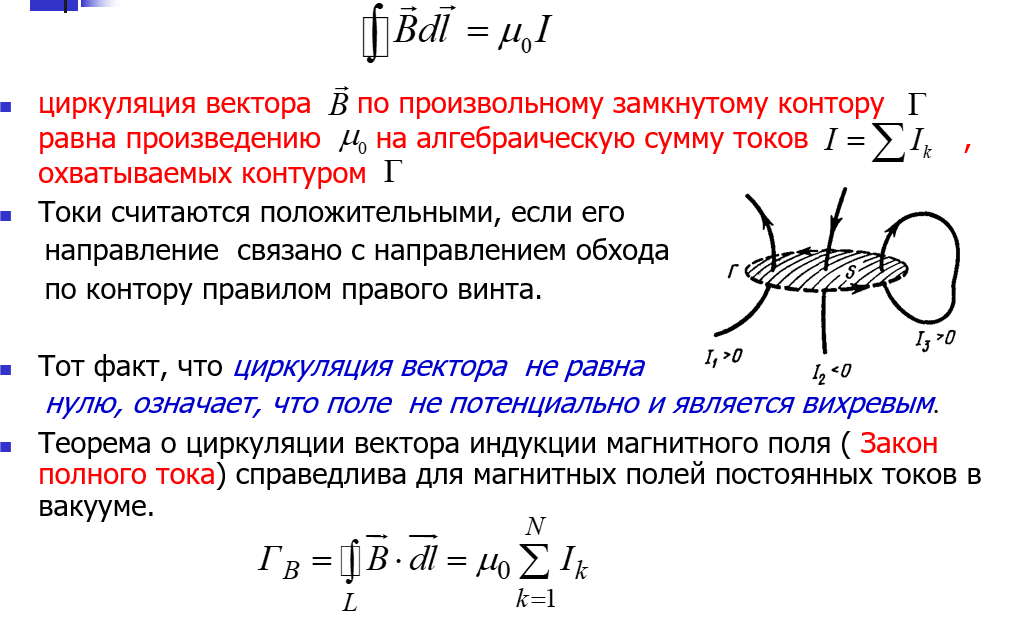 ∮ B⃗ dl⃗ = μ₀I
циркуляция вектора B⃗ по произвольному замкнутому контору Γ
равна произведению μ₀ на алгебраическую сумму токов I = ∑ Iₖ ,
охватываемых контуром Γ
Токи считаются положительными, если его
направление связано с направлением обхода
по контору правилом правого винта.
Г S
I₁>0
I₂<0
I₃>0
Тот факт, что циркуляция вектора не равна
нулю, означает, что поле не потенциально и является вихревым.
Теорема о циркуляции вектора индукции магнитного поля ( Закон
полного тока) справедлива для магнитных полей постоянных токов в
вакууме.
Γ_B = ∮_L B⃗ · dl⃗ = μ₀ ∑_{k=1}^{N} Iₖ